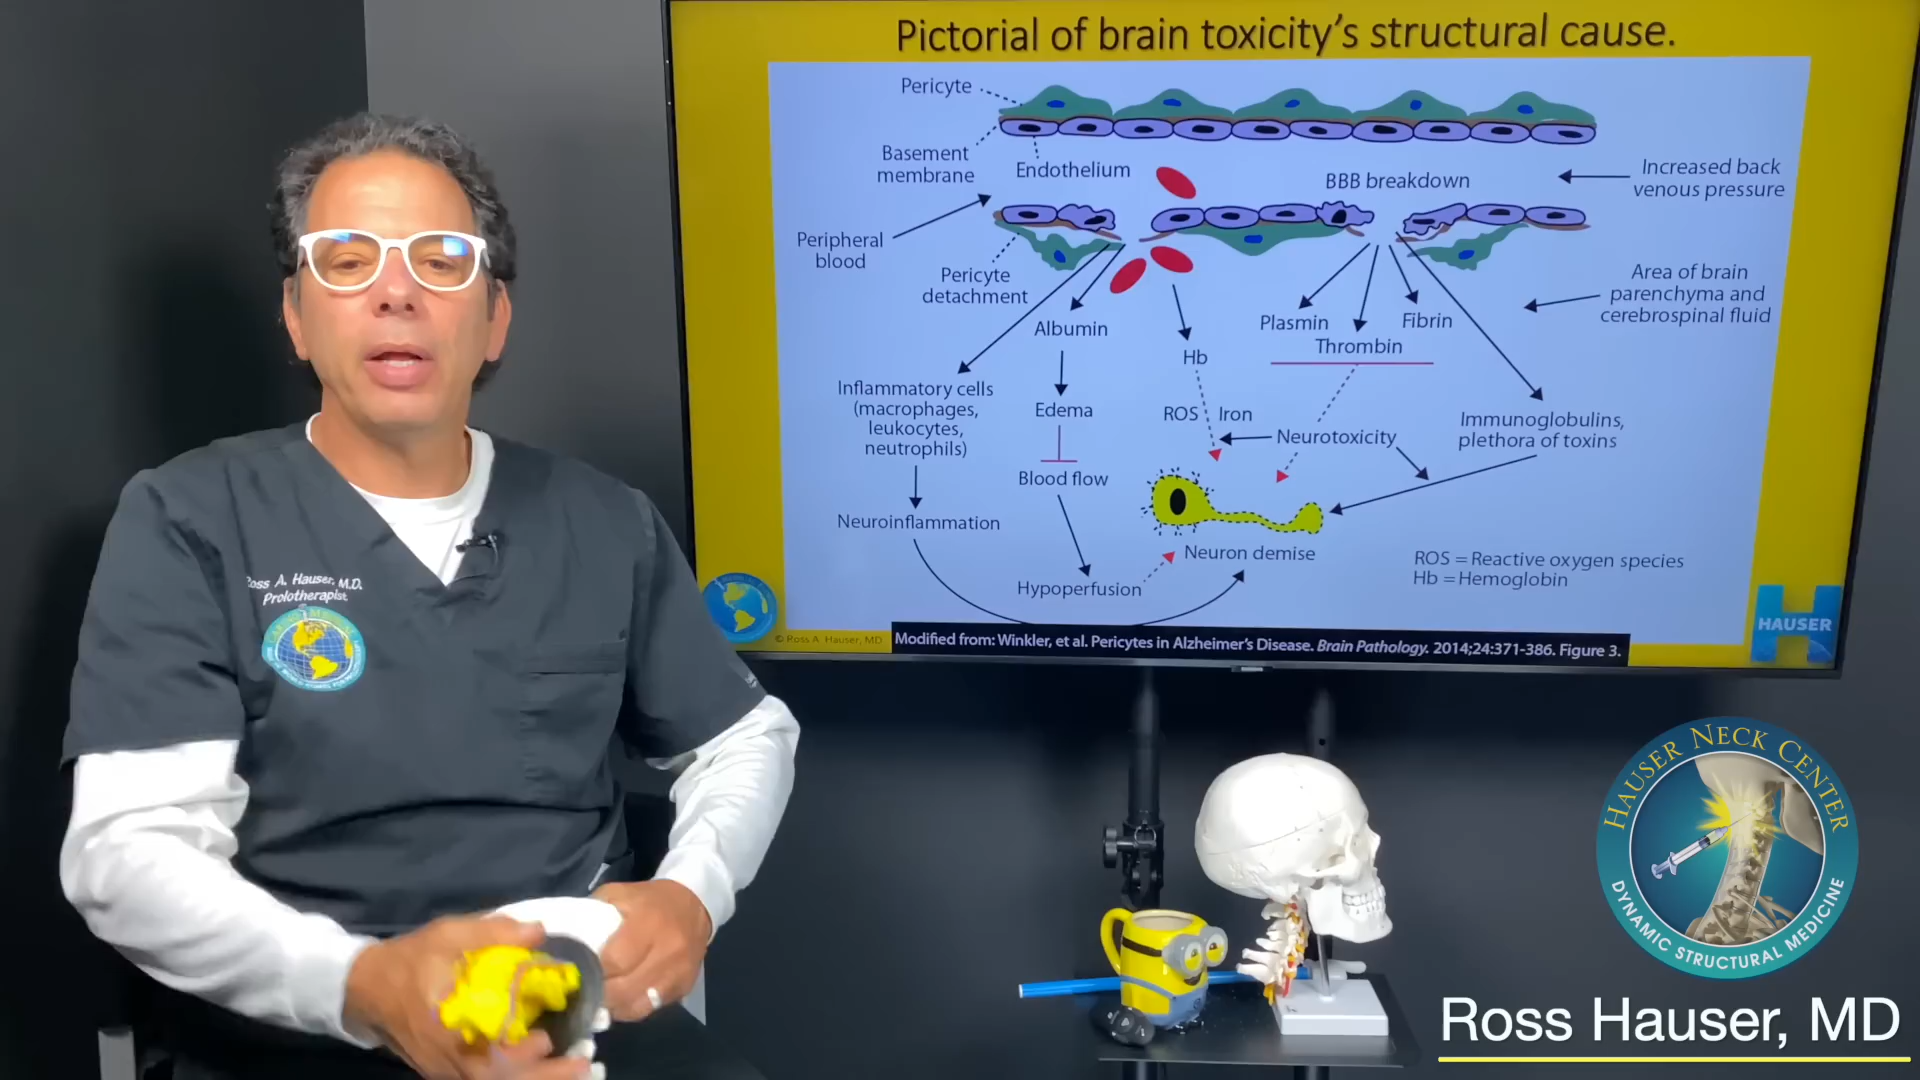 Pictorial of brain toxicity's structural cause.
Pericyte
Basement
membrane
Endothelium
BBB breakdown
Increased back
venous pressure
Peripheral
blood
Pericyte
detachment
Area of brain
parenchyma and
cerebrospinal fluid
Albumin
Plasmin
Fibrin
Thrombin
Hb
Inflammatory cells
(macrophages,
leukocytes,
neutrophils)
Edema
ROS
Iron
Neurotoxicity
Immunoglobulins,
plethora of toxins
Blood flow
Neuroinflammation
Neuron demise
Hypoperfusion
ROS = Reactive oxygen species
Hb = Hemoglobin
HAUSER
© Ross A. Hauser, MD.
Modified from: Winkler, et al. Pericytes in Alzheimer's Disease. Brain Pathology. 2014;24:371-386. Figure 3.
Ross A. Hauser, M.D.
Prolotherapist
HAUSER NECK CENTER
DYNAMIC STRUCTURAL MEDICINE
Ross Hauser, MD